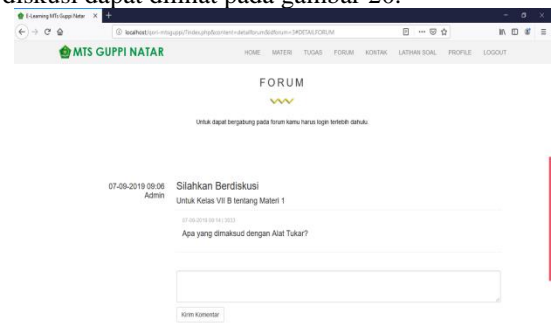 diskusi dapat dilihat pada gambar 20.
E-Learning MTs Guppi Natar
MTS GUPPI NATAR
HOME MATERI TUGAS FORUM KONTAK LATIHAN SOAL PROFILE LOGOUT
FORUM
Untuk dapat bergabung pada forum kamu harus login terlebih dahulu.
07-09-2019 09:06
Admin
Silahkan Berdiskusi
Untuk Kelas VII B tentang Materi 1
Apa yang dimaksud dengan Alat Tukar?
Kirim Komentar